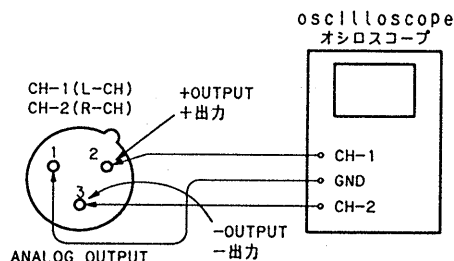 oscilloscope
オシロスコープ
CH-1(L-CH)
CH-2(R-CH)
+OUTPUT
+出力
1
2
3
CH-1
GND
CH-2
-OUTPUT
-出力
ANALOG OUTPUT